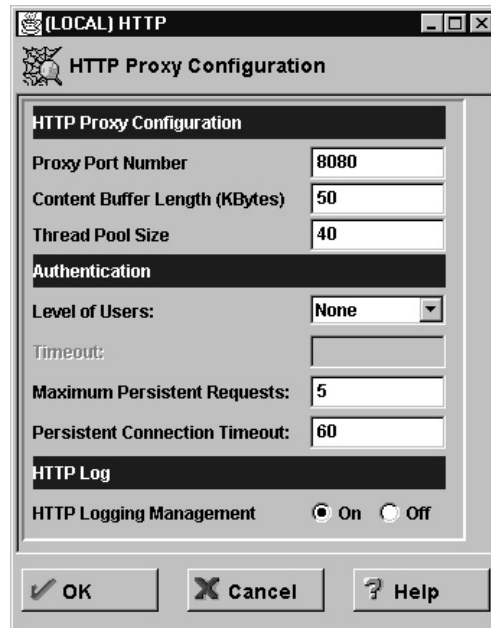 (LOCAL) HTTP
HTTP Proxy Configuration
HTTP Proxy Configuration
Proxy Port Number 8080
Content Buffer Length (KBytes) 50
Thread Pool Size 40
Authentication
Level of Users: None
Timeout:
Maximum Persistent Requests: 5
Persistent Connection Timeout: 60
HTTP Log
HTTP Logging Management On Off
OK Cancel Help